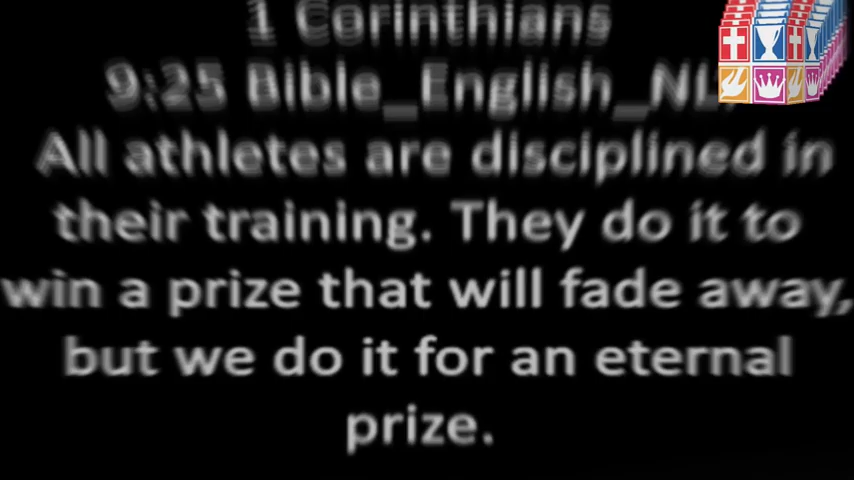 1 Corinthians
9:25 Bible_English_NL
All athletes are disciplined in
their training. They do it to
win a prize that will fade away,
but we do it for an eternal
prize.